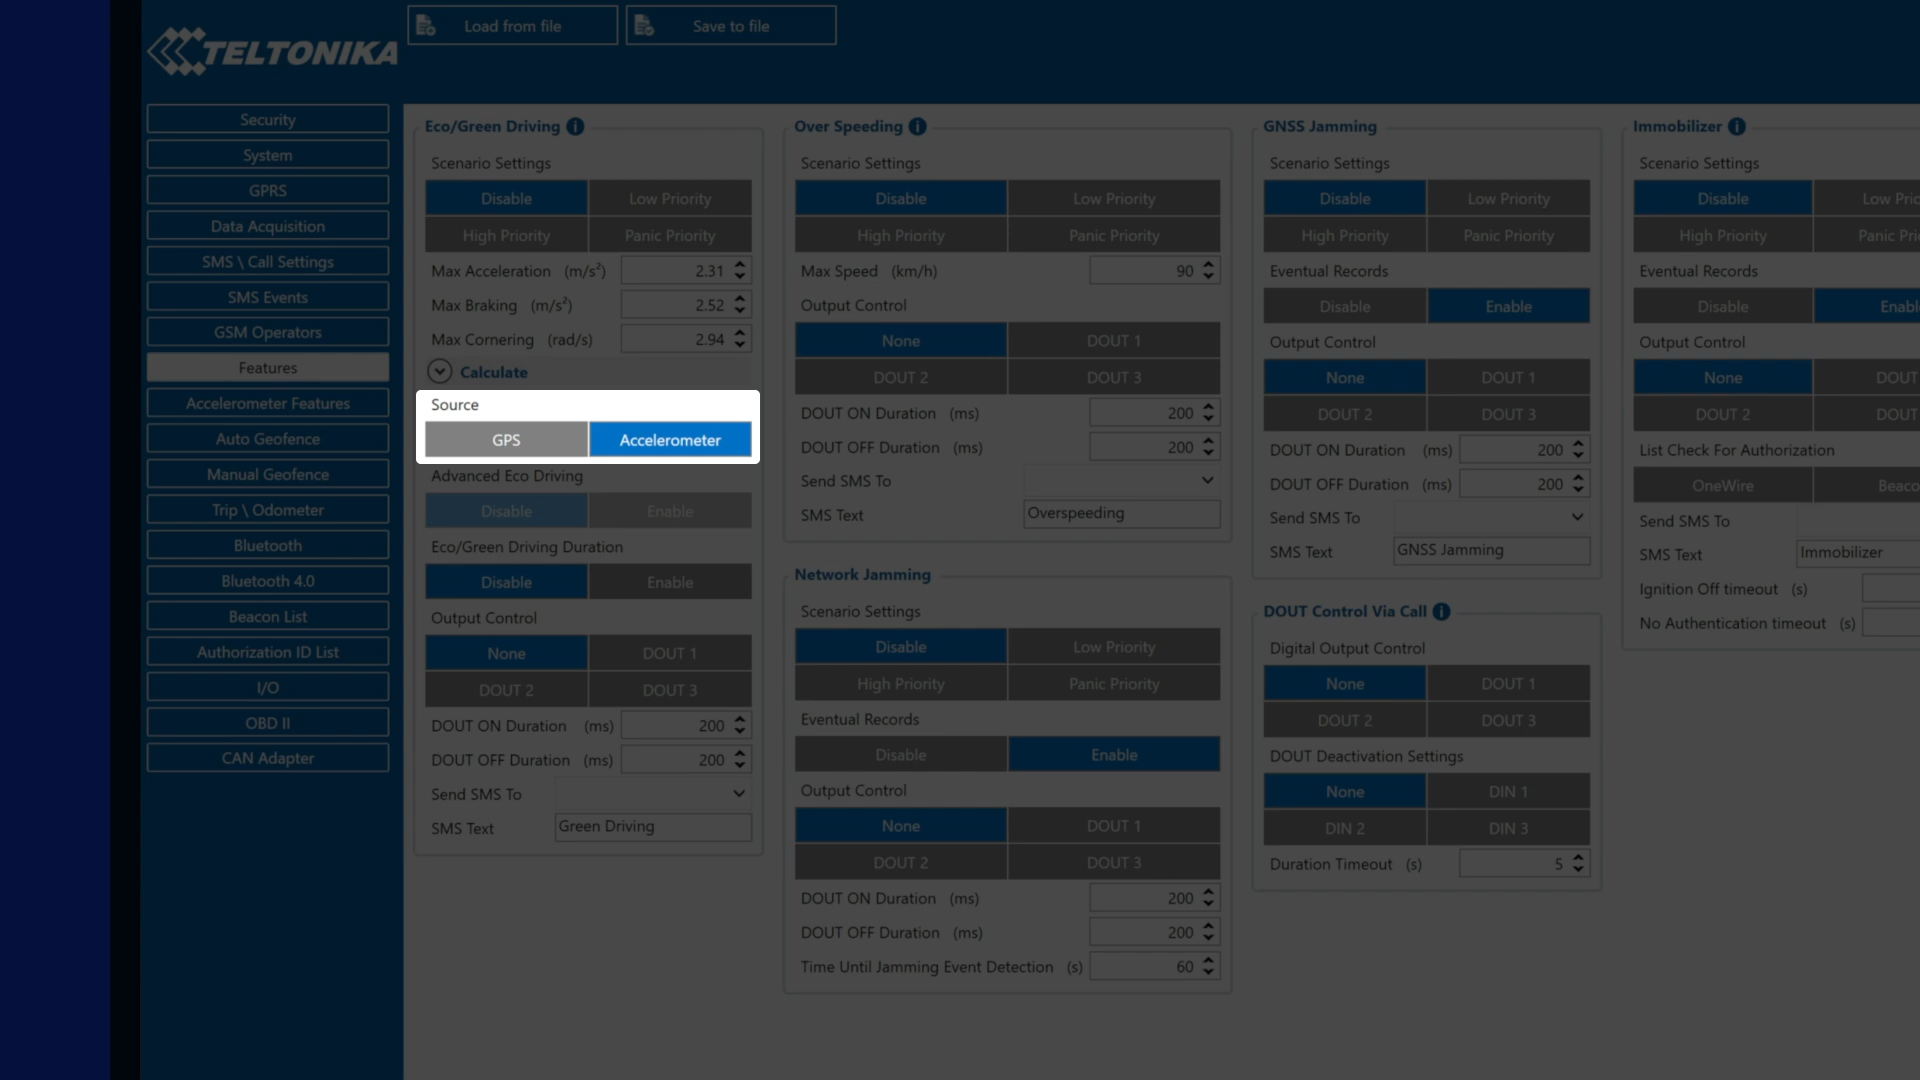 Load from file
Save to file
TELTONIKA
Security
System
GPRS
Data Acquisition
SMS \ Call Settings
SMS Events
GSM Operators
Features
Accelerometer Features
Auto Geofence
Manual Geofence
Trip \ Odometer
Bluetooth
Bluetooth 4.0
Beacon List
Authorization ID List
I/O
OBD II
CAN Adapter
Eco/Green Driving i
Scenario Settings
Disable Low Priority
High Priority Panic Priority
Max Acceleration (m/s²) 2.31
Max Braking (m/s²) 2.52
Max Cornering (rad/s) 2.94
Calculate
Source
GPS Accelerometer
Advanced Eco Driving
Disable Enable
Eco/Green Driving Duration
Disable Enable
Output Control
None DOUT 1
DOUT 2 DOUT 3
DOUT ON Duration (ms) 200
DOUT OFF Duration (ms) 200
Send SMS To
SMS Text Green Driving
Over Speeding i
Scenario Settings
Disable Low Priority
High Priority Panic Priority
Max Speed (km/h) 90
Output Control
None DOUT 1
DOUT 2 DOUT 3
DOUT ON Duration (ms) 200
DOUT OFF Duration (ms) 200
Send SMS To
SMS Text Overspeeding
Network Jamming
Scenario Settings
Disable Low Priority
High Priority Panic Priority
Eventual Records
Disable Enable
Output Control
None DOUT 1
DOUT 2 DOUT 3
DOUT ON Duration (ms) 200
DOUT OFF Duration (ms) 200
Time Until Jamming Event Detection (s) 60
GNSS Jamming
Scenario Settings
Disable Low Priority
High Priority Panic Priority
Eventual Records
Disable Enable
Output Control
None DOUT 1
DOUT 2 DOUT 3
DOUT ON Duration (ms) 200
DOUT OFF Duration (ms) 200
Send SMS To
SMS Text GNSS Jamming
DOUT Control Via Call i
Digital Output Control
None DOUT 1
DOUT 2 DOUT 3
DOUT Deactivation Settings
None DIN 1
DIN 2 DIN 3
Duration Timeout (s) 5
Immobilizer i
Scenario Settings
Disable Low Prio
High Priority Panic Pri
Eventual Records
Disable Enabl
Output Control
None DOUT
DOUT 2 DOUT
List Check For Authorization
OneWire Beaco
Send SMS To
SMS Text Immobilizer
Ignition Off timeout (s)
No Authentication timeout (s)